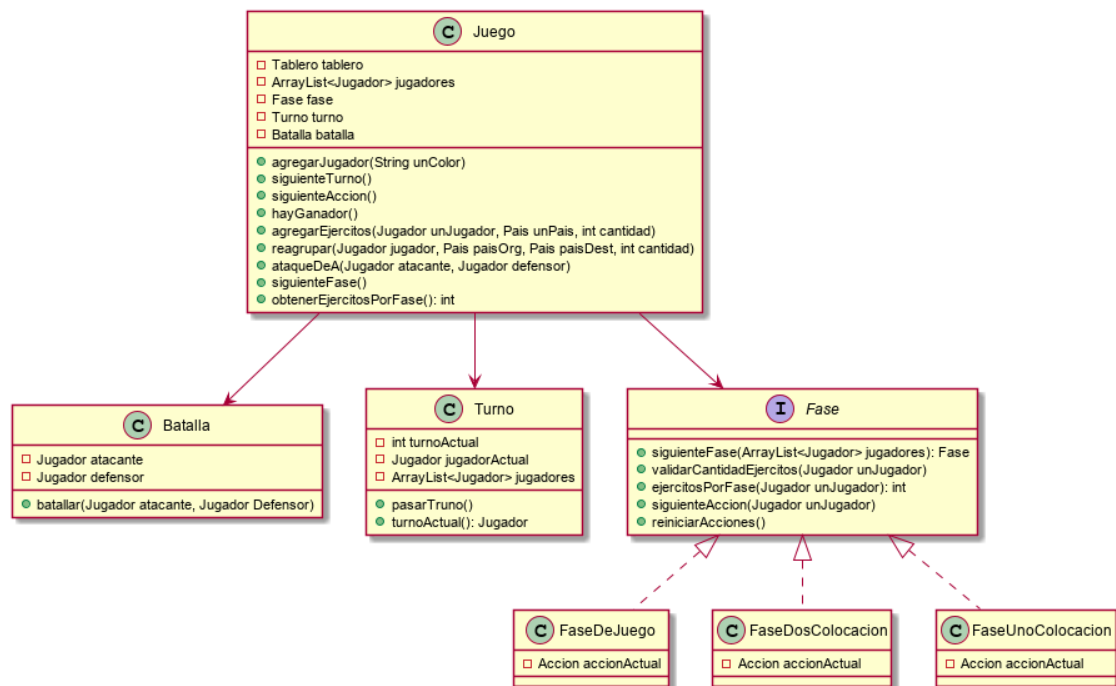 C Juego
Tablero tablero
ArrayList<Jugador> jugadores
Fase fase
Turno turno
Batalla batalla
agregarJugador(String unColor)
siguienteTurno()
siguienteAccion()
hayGanador()
agregarEjercitos(Jugador unJugador, Pais unPais, int cantidad)
reagrupar(Jugador jugador, Pais paisOrg, Pais paisDest, int cantidad)
ataqueDeA(Jugador atacante, Jugador defensor)
siguienteFase()
obtenerEjercitosPorFase(): int
C Batalla
Jugador atacante
Jugador defensor
batallar(Jugador atacante, Jugador Defensor)
C Turno
int turnoActual
Jugador jugadorActual
ArrayList<Jugador> jugadores
pasarTruno()
turnoActual(): Jugador
I Fase
siguienteFase(ArrayList<Jugador> jugadores): Fase
validarCantidadEjercitos(Jugador unJugador)
ejercitosPorFase(Jugador unJugador): int
siguienteAccion(Jugador unJugador)
reiniciarAcciones()
C FaseDeJuego
Accion accionActual
C FaseDosColocacion
Accion accionActual
C FaseUnoColocacion
Accion accionActual